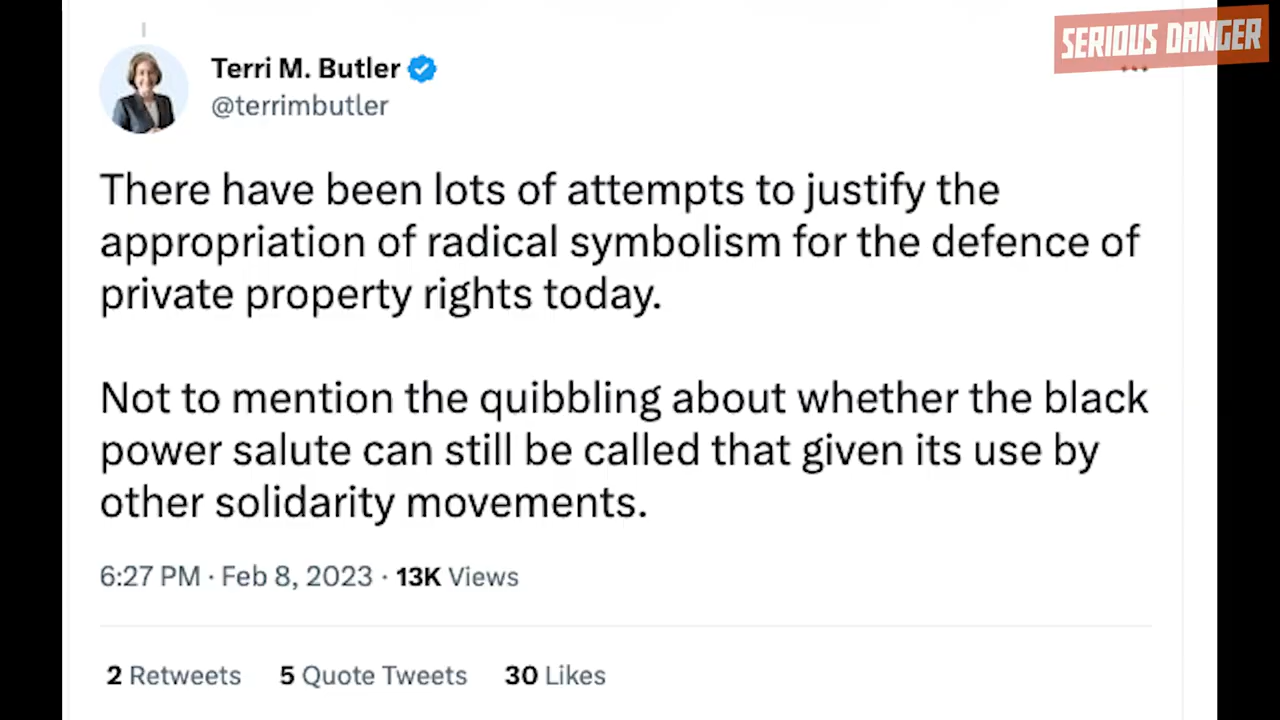 SERIOUS DANGER
Terri M. Butler
@terrimbutler
There have been lots of attempts to justify the
appropriation of radical symbolism for the defence of
private property rights today.
Not to mention the quibbling about whether the black
power salute can still be called that given its use by
other solidarity movements.
6:27 PM · Feb 8, 2023 · 13K Views
2 Retweets 5 Quote Tweets 30 Likes